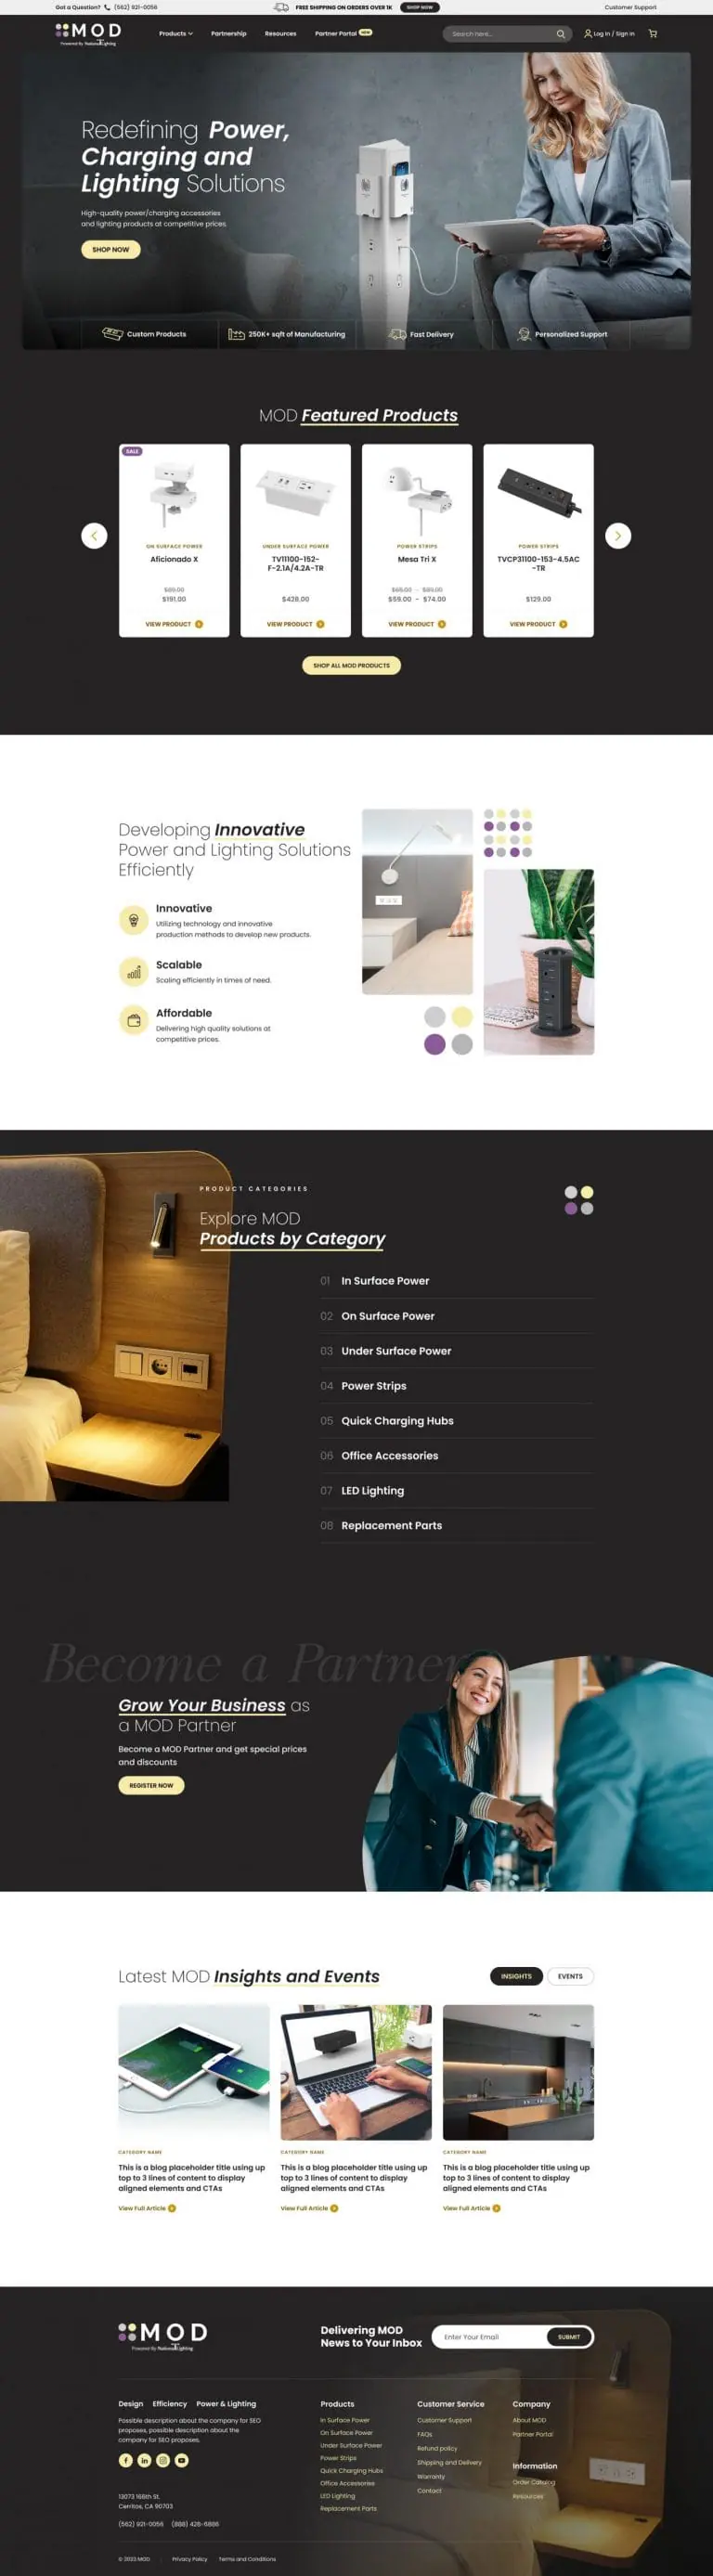 Got a Question? (562) 921-0056
FREE SHIPPING ON ORDERS OVER 1K
SHOP NOW
Customer Support
MOD
Powered By National Lighting
Products
Partnership
Resources
Partner Portal NEW
Search here...
Log in / Sign in
Redefining Power,
Charging and
Lighting Solutions
High-quality power/charging accessories
and lighting products at competitive prices.
SHOP NOW
Custom Products
250K+ sqft of Manufacturing
Fast Delivery
Personalized Support
MOD Featured Products
SALE
ON SURFACE POWER
Aficionado X
$191.00
VIEW PRODUCT
UNDER SURFACE POWER
TV11100-152-
F-2.1A/4.2A-TR
$428.00
VIEW PRODUCT
POWER STRIPS
Mesa Tri X
$59.00 - $74.00
VIEW PRODUCT
POWER STRIPS
TVCP31100-153-4.5AC
-TR
$129.00
VIEW PRODUCT
SHOP ALL MOD PRODUCTS
Developing Innovative
Power and Lighting Solutions
Efficiently
Innovative
Utilizing technology and innovative
production methods to develop new products.
Scalable
Scaling efficiently in times of need.
Affordable
Delivering high quality solutions at
competitive prices.
PRODUCT CATEGORIES
Explore MOD
Products by Category
01 In Surface Power
02 On Surface Power
03 Under Surface Power
04 Power Strips
05 Quick Charging Hubs
06 Office Accessories
07 LED Lighting
08 Replacement Parts
Become a Partner
Grow Your Business as
a MOD Partner
Become a MOD Partner and get special prices
and discounts
REGISTER NOW
Latest MOD Insights and Events
INSIGHTS
EVENTS
CATEGORY NAME
This is a blog placeholder title using up
top to 3 lines of content to display
aligned elements and CTAs
View Full Article
CATEGORY NAME
This is a blog placeholder title using up
top to 3 lines of content to display
aligned elements and CTAs
View Full Article
CATEGORY NAME
This is a blog placeholder title using up
top to 3 lines of content to display
aligned elements and CTAs
View Full Article
MOD
Powered By National Lighting
Delivering MOD
News to Your Inbox
Enter Your Email
SUBMIT
Design Efficiency Power & Lighting
Possible description about the company for SEO
proposes, possible description about the
company for SEO proposes.
13073 168th St.
Cerritos, CA 90703
(562) 921-0056 (888) 428-6886
Products
In Surface Power
On Surface Power
Under Surface Power
Power Strips
Quick Charging Hubs
Office Accessories
LED Lighting
Replacement Parts
Customer Service
Customer Support
FAQs
Refund policy
Shipping and Delivery
Warranty
Contact
Company
About MOD
Partner Portal
Information
Order Catalog
Resources
© 2023 MOD
Privacy Policy
Terms and Conditions